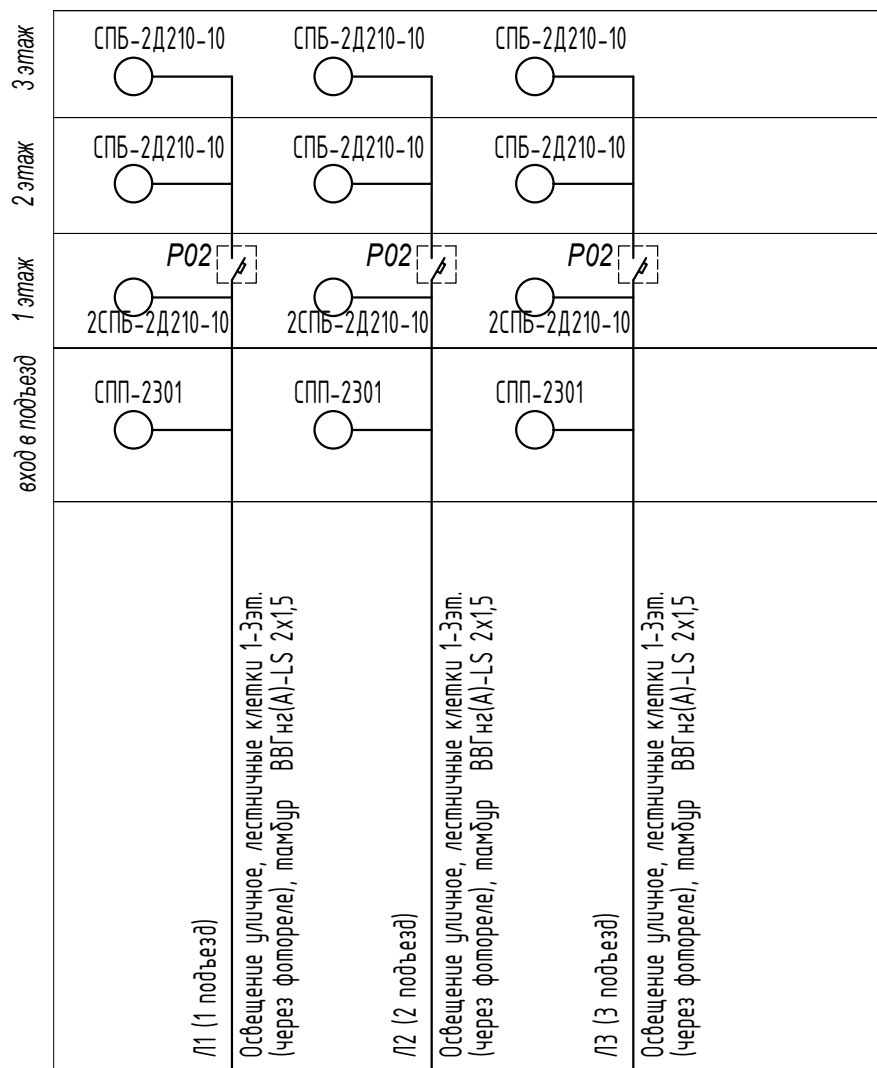 3 этаж
СПБ-2Д210-10
СПБ-2Д210-10
СПБ-2Д210-10
2 этаж
СПБ-2Д210-10
СПБ-2Д210-10
СПБ-2Д210-10
1 этаж
Р02
Р02
Р02
2СПБ-2Д210-10
2СПБ-2Д210-10
2СПБ-2Д210-10
вход в подъезд
СПП-2301
СПП-2301
СПП-2301
Л1 (1 подъезд)
Освещение уличное, лестничные клетки 1-3эт.
(через фотореле), тамбур ВВГнг(А)-LS 2х1,5
Л2 (2 подъезд)
Освещение уличное, лестничные клетки 1-3эт.
(через фотореле), тамбур ВВГнг(А)-LS 2х1,5
Л3 (3 подъезд)
Освещение уличное, лестничные клетки 1-3эт.
(через фотореле), тамбур ВВГнг(А)-LS 2х1,5